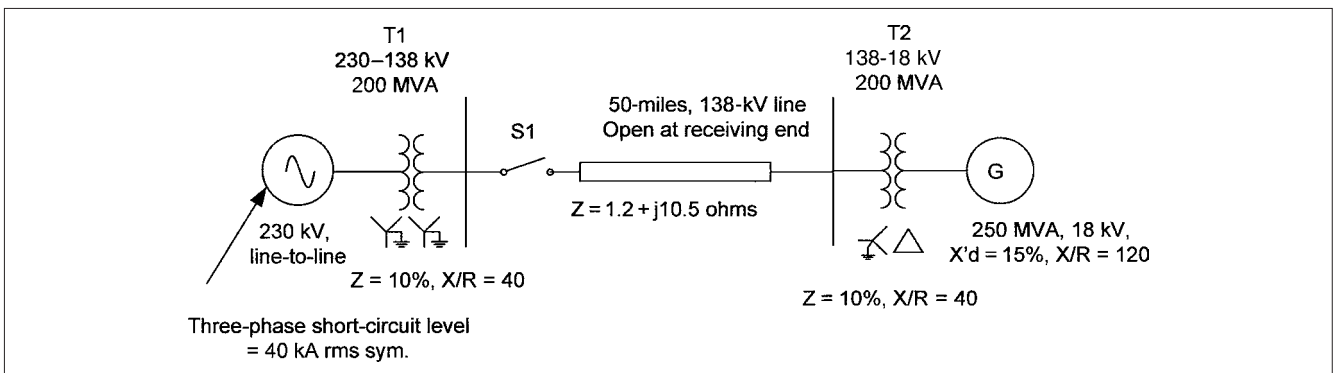 T1
230–138 kV
200 MVA
T2
138-18 kV
200 MVA
50-miles, 138-kV line
Open at receiving end
S1
G
Z = 1.2 + j10.5 ohms
230 kV,
line-to-line
250 MVA, 18 kV,
X'd = 15%, X/R = 120
Z = 10%, X/R = 40
Z = 10%, X/R = 40
Three-phase short-circuit level
= 40 kA rms sym.